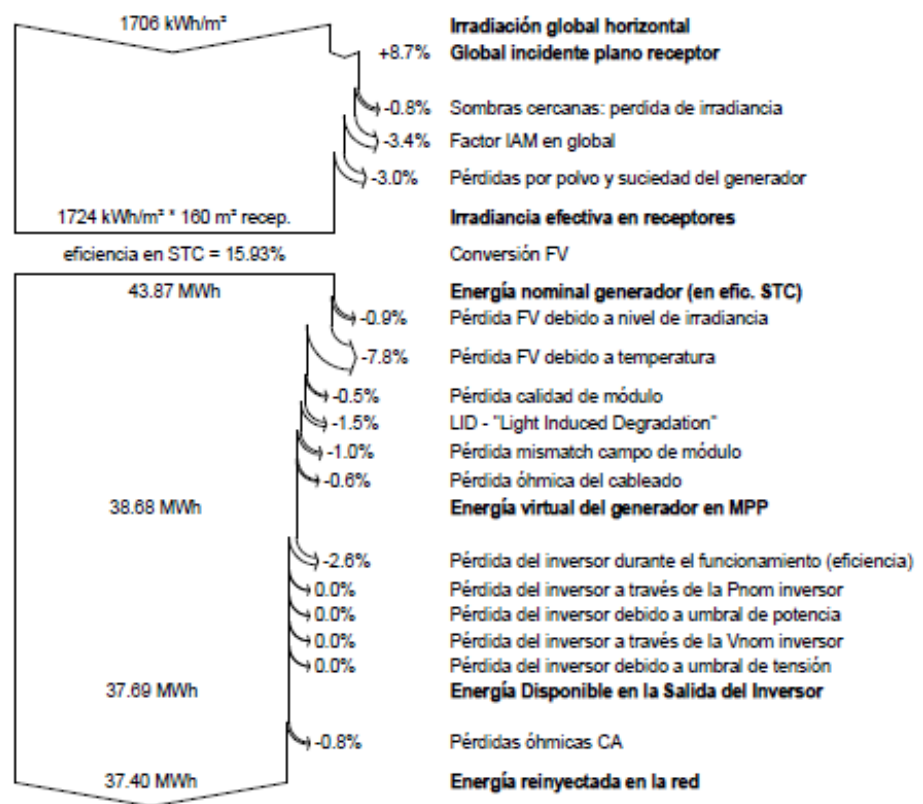 1706 kWh/m² Irradiación global horizontal
+8.7% Global incidente plano receptor
-0.8% Sombras cercanas: perdida de irradiancia
-3.4% Factor IAM en global
-3.0% Pérdidas por polvo y suciedad del generador
1724 kWh/m² * 160 m² recep. Irradiancia efectiva en receptores
eficiencia en STC = 15.93% Conversión FV
43.87 MWh Energía nominal generador (en efic. STC)
-0.9% Pérdida FV debido a nivel de irradiancia
-7.8% Pérdida FV debido a temperatura
-0.5% Pérdida calidad de módulo
-1.5% LID - "Light Induced Degradation"
-1.0% Pérdida mismatch campo de módulo
-0.6% Pérdida óhmica del cableado
38.68 MWh Energía virtual del generador en MPP
-2.6% Pérdida del inversor durante el funcionamiento (eficiencia)
0.0% Pérdida del inversor a través de la Pnom inversor
0.0% Pérdida del inversor debido a umbral de potencia
0.0% Pérdida del inversor a través de la Vnom inversor
0.0% Pérdida del inversor debido a umbral de tensión
37.69 MWh Energía Disponible en la Salida del Inversor
-0.8% Pérdidas óhmicas CA
37.40 MWh Energía reinyectada en la red